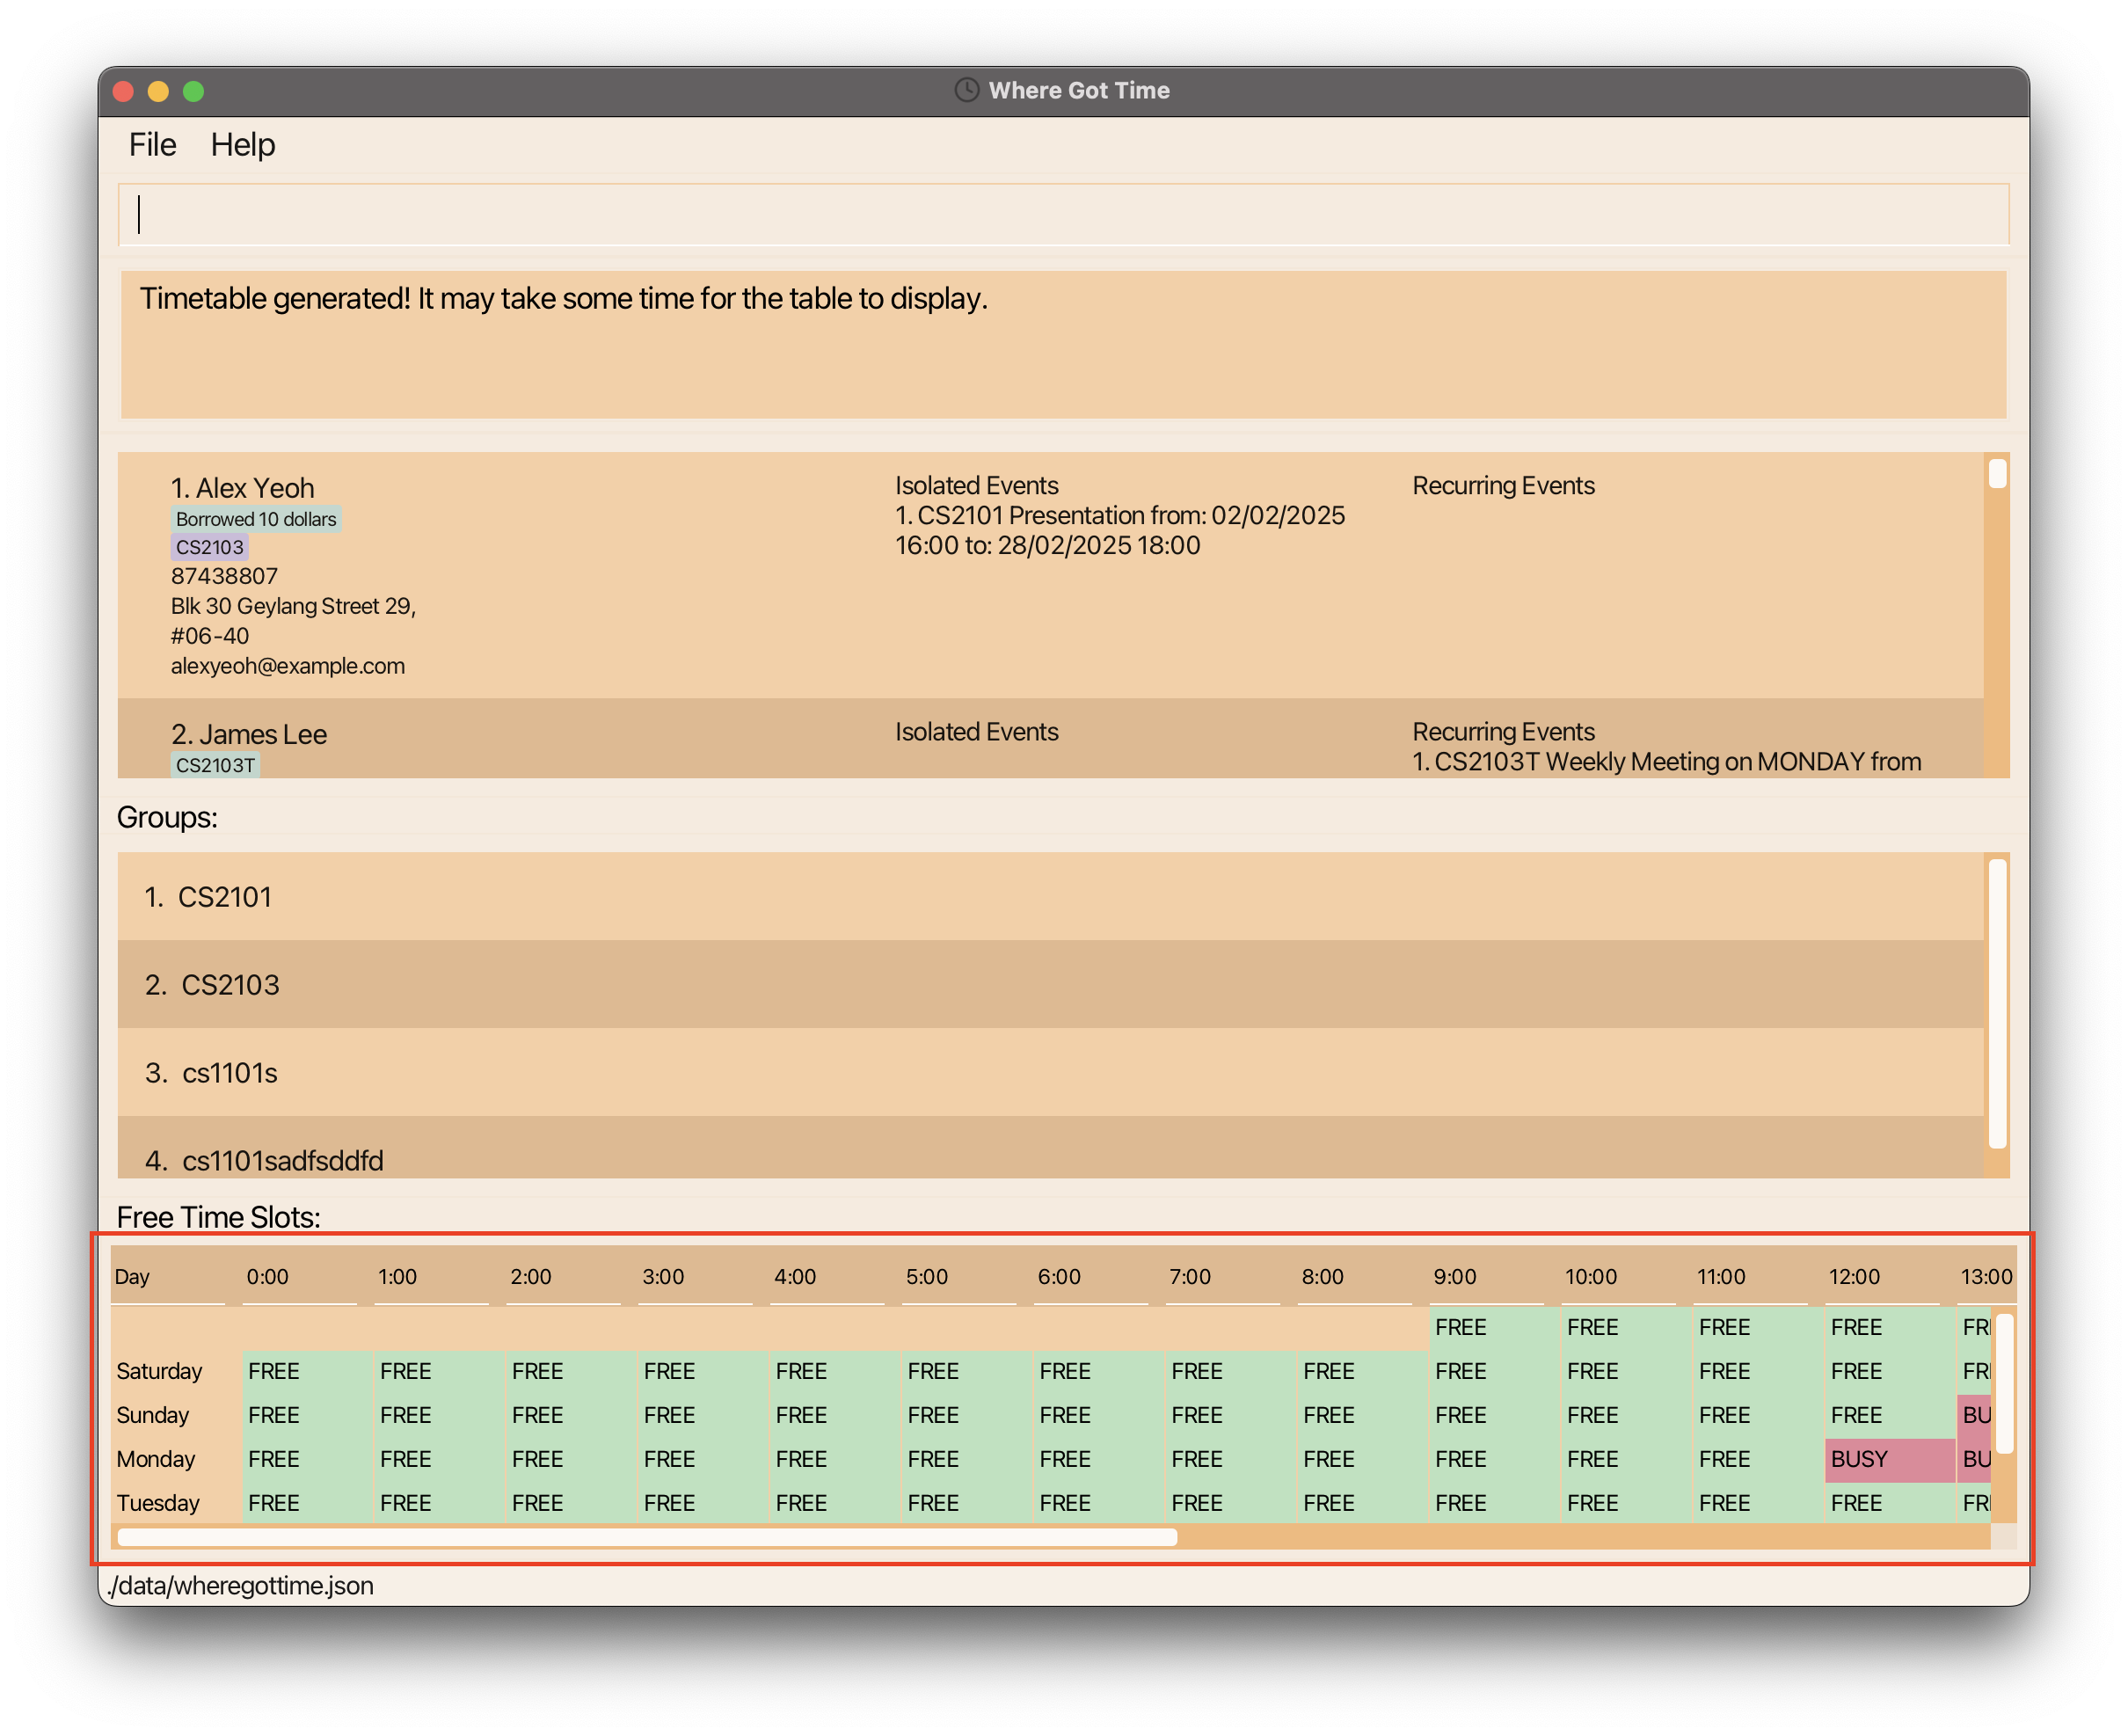 Where Got Time
File Help
Timetable generated! It may take some time for the table to display.
1. Alex Yeoh
Borrowed 10 dollars
CS2103
87438807
Blk 30 Geylang Street 29,
#06-40
alexyeoh@example.com
Isolated Events
1. CS2101 Presentation from: 02/02/2025
16:00 to: 28/02/2025 18:00
Recurring Events
2. James Lee
CS2103T
Isolated Events
Recurring Events
1. CS2103T Weekly Meeting on MONDAY from
Groups:
1. CS2101
2. CS2103
3. cs1101s
4. cs1101sadfsddfd
Free Time Slots:
Day 0:00 1:00 2:00 3:00 4:00 5:00 6:00 7:00 8:00 9:00 10:00 11:00 12:00 13:00
FREE FREE FREE FREE FR
Saturday FREE FREE FREE FREE FREE FREE FREE FREE FREE FREE FREE FREE FREE FR
Sunday FREE FREE FREE FREE FREE FREE FREE FREE FREE FREE FREE FREE FREE BU
Monday FREE FREE FREE FREE FREE FREE FREE FREE FREE FREE FREE FREE BUSY BU
Tuesday FREE FREE FREE FREE FREE FREE FREE FREE FREE FREE FREE FREE FREE FR
./data/wheregottime.json